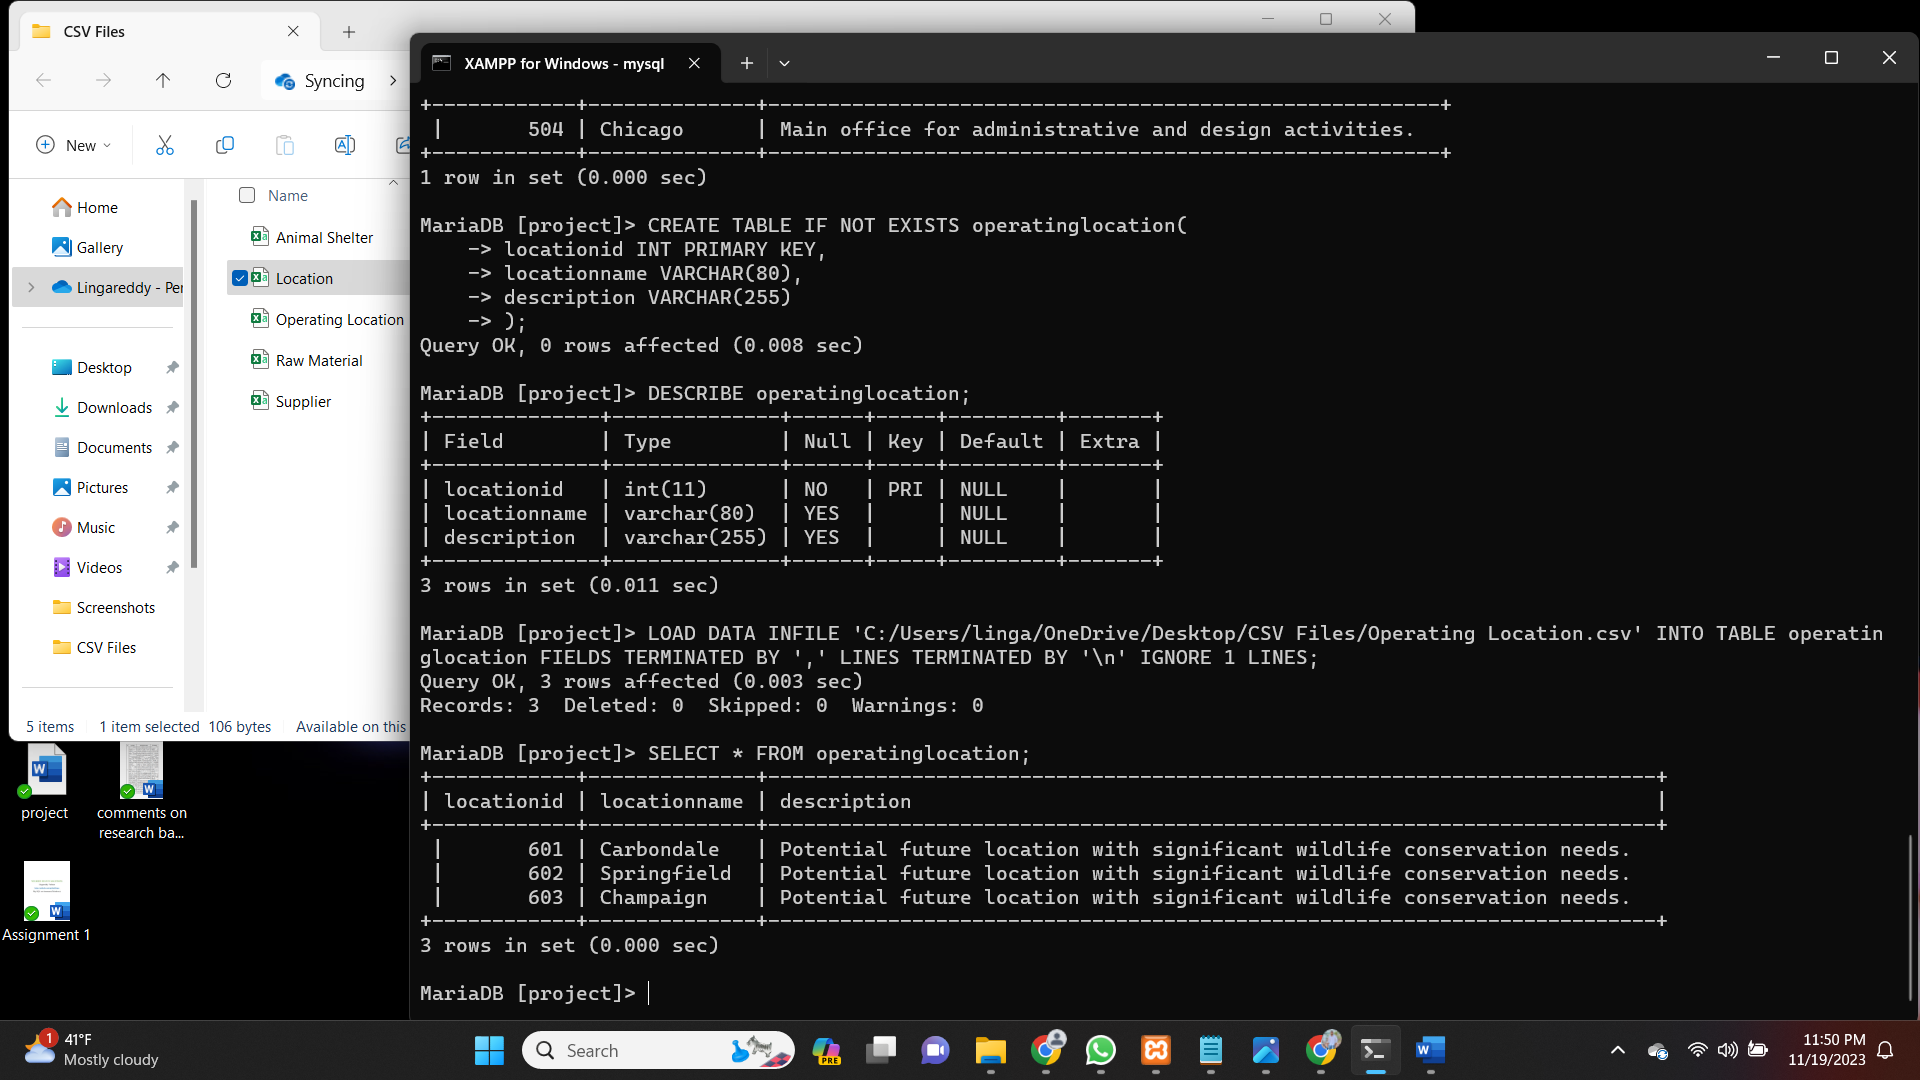 CSV Files
Syncing
New
Home
Gallery
Lingareddy - Per
Desktop
Downloads
Documents
Pictures
Music
Videos
Screenshots
CSV Files
Name
Animal Shelter
Location
Operating Location
Raw Material
Supplier
5 items 1 item selected 106 bytes Available on this
project
comments on
research ba...
Assignment 1
XAMPP for Windows - mysql
+------------+--------------+--------------------------------------------------------+
| 504 | Chicago | Main office for administrative and design activities.
+------------+--------------+--------------------------------------------------------+
1 row in set (0.000 sec)
MariaDB [project]> CREATE TABLE IF NOT EXISTS operatinglocation(
-> locationid INT PRIMARY KEY,
-> locationname VARCHAR(80),
-> description VARCHAR(255)
-> );
Query OK, 0 rows affected (0.008 sec)
MariaDB [project]> DESCRIBE operatinglocation;
+--------------+--------------+------+-----+---------+-------+
| Field | Type | Null | Key | Default | Extra |
+--------------+--------------+------+-----+---------+-------+
| locationid | int(11) | NO | PRI | NULL | |
| locationname | varchar(80) | YES | | NULL | |
| description | varchar(255) | YES | | NULL | |
+--------------+--------------+------+-----+---------+-------+
3 rows in set (0.011 sec)
MariaDB [project]> LOAD DATA INFILE 'C:/Users/linga/OneDrive/Desktop/CSV Files/Operating Location.csv' INTO TABLE operatin
glocation FIELDS TERMINATED BY ',' LINES TERMINATED BY '\n' IGNORE 1 LINES;
Query OK, 3 rows affected (0.003 sec)
Records: 3 Deleted: 0 Skipped: 0 Warnings: 0
MariaDB [project]> SELECT * FROM operatinglocation;
+------------+--------------+--------------------------------------------------------------------------+
| locationid | locationname | description |
+------------+--------------+--------------------------------------------------------------------------+
| 601 | Carbondale | Potential future location with significant wildlife conservation needs.
| 602 | Springfield | Potential future location with significant wildlife conservation needs.
| 603 | Champaign | Potential future location with significant wildlife conservation needs.
+------------+--------------+--------------------------------------------------------------------------+
3 rows in set (0.000 sec)
MariaDB [project]>
1
41°F
Mostly cloudy
Search
PRE
11:50 PM
11/19/2023